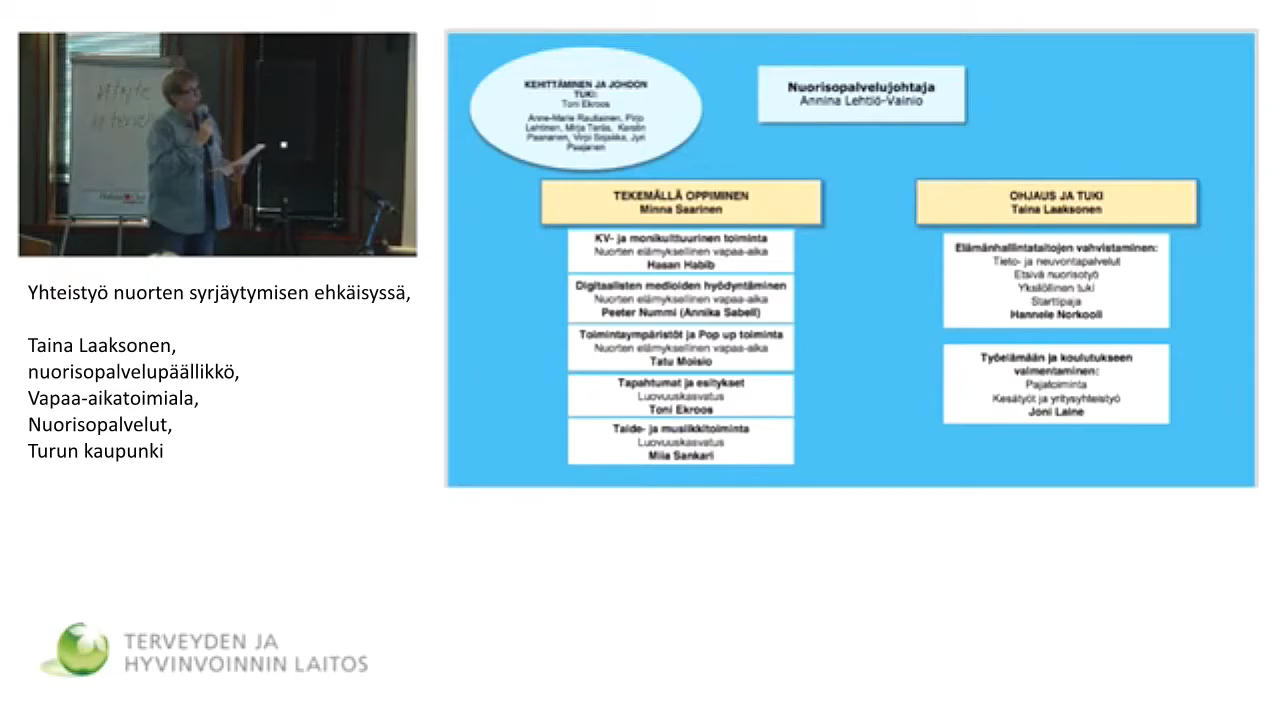 Yhteistyö nuorten syrjäytymisen ehkäisyssä,
Taina Laaksonen,
nuorisopalvelupäällikkö,
Vapaa-aikatoimiala,
Nuorisopalvelut,
Turun kaupunki
TERVEYDEN JA
HYVINVOINNIN LAITOS
KEHITTÄMINEN JA JOHDON
TUKI:
Toni Ekroos
Anne-Marie Rautiainen, Pirjo
Lehtinen, Mirja Teräs, Kerstin
Paananen, Virpi Sojakka, Jyri
Paajanen
Nuorisopalvelujohtaja
Annina Lehtiö-Vainio
TEKEMÄLLÄ OPPIMINEN
Minna Saarinen
KV- ja monikulttuurinen toiminta
Nuorten elämyksellinen vapaa-aika
Hasan Habib
Digitaalisten medioiden hyödyntäminen
Nuorten elämyksellinen vapaa-aika
Peeter Nummi (Annika Sabell)
Toimintaympäristöt ja Pop up toiminta
Nuorten elämyksellinen vapaa-aika
Tatu Moisio
Tapahtumat ja esitykset
Luovuuskasvatus
Toni Ekroos
Taide- ja musiikkitoiminta
Luovuuskasvatus
Miia Sankari
OHJAUS JA TUKI
Taina Laaksonen
Elämänhallintataitojen vahvistaminen:
Tieto- ja neuvontapalvelut
Etsivä nuorisotyö
Yksilöllinen tuki
Starttipaja
Hannele Norkooli
Työelämään ja koulutukseen
valmentaminen:
Pajatoiminta
Kesätyöt ja yritysyhteistyö
Joni Laine